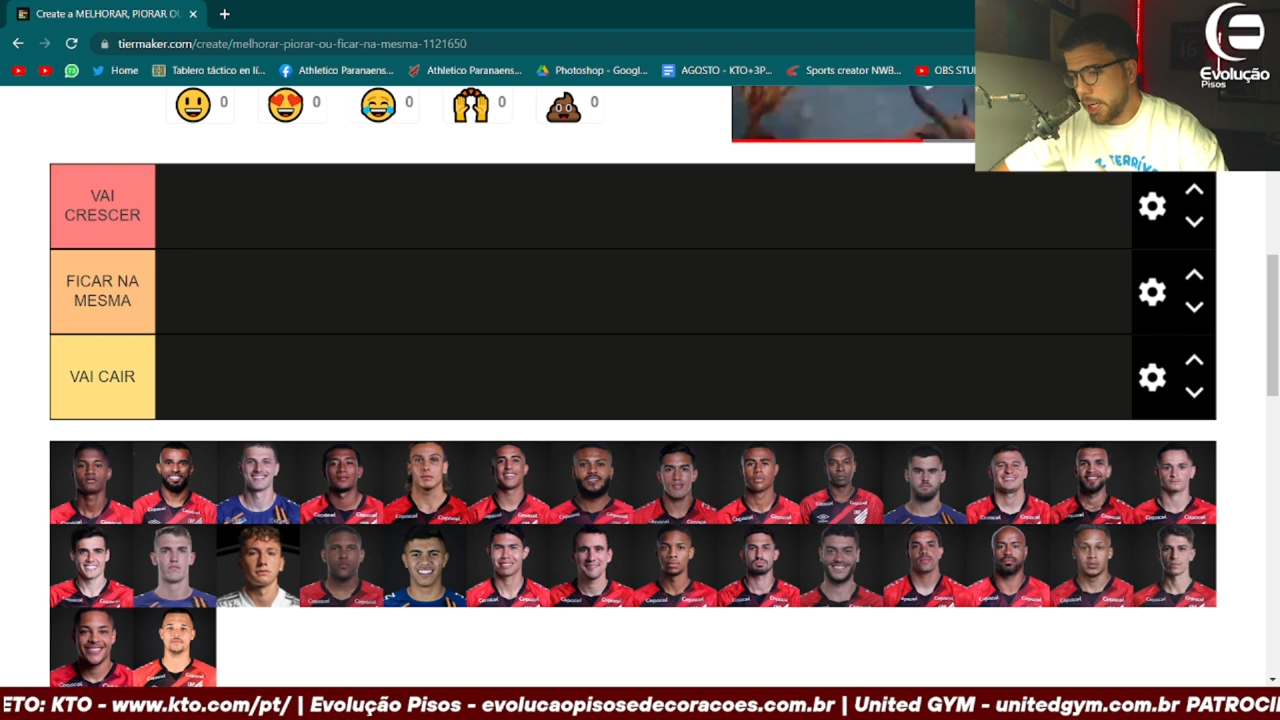 Create a MELHORAR, PIORAR OU
tiermaker.com/create/melhorar-piorar-ou-ficar-na-mesma-1121650
Home
Tablero táctico en lí...
Athletico Paranaens...
Athletico Paranaens...
Photoshop - Googl...
AGOSTO - KTO+3P...
Sports creator NWB...
OBS STU
Evolução
Pisos
0
0
0
0
0
VAI
CRESCER
FICAR NA
MESMA
VAI CAIR
ETO: KTO - www.kto.com/pt/ | Evolução Pisos - evolucaopisosedecoracoes.com.br | United GYM - unitedgym.com.br PATROCI